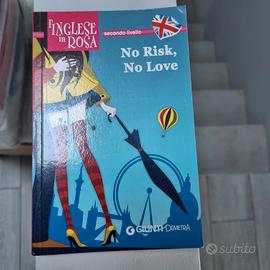 l'INGLESE
in ROSA
secondo livello
No Risk,
No Love
GIUNTI DEMETRA
subito